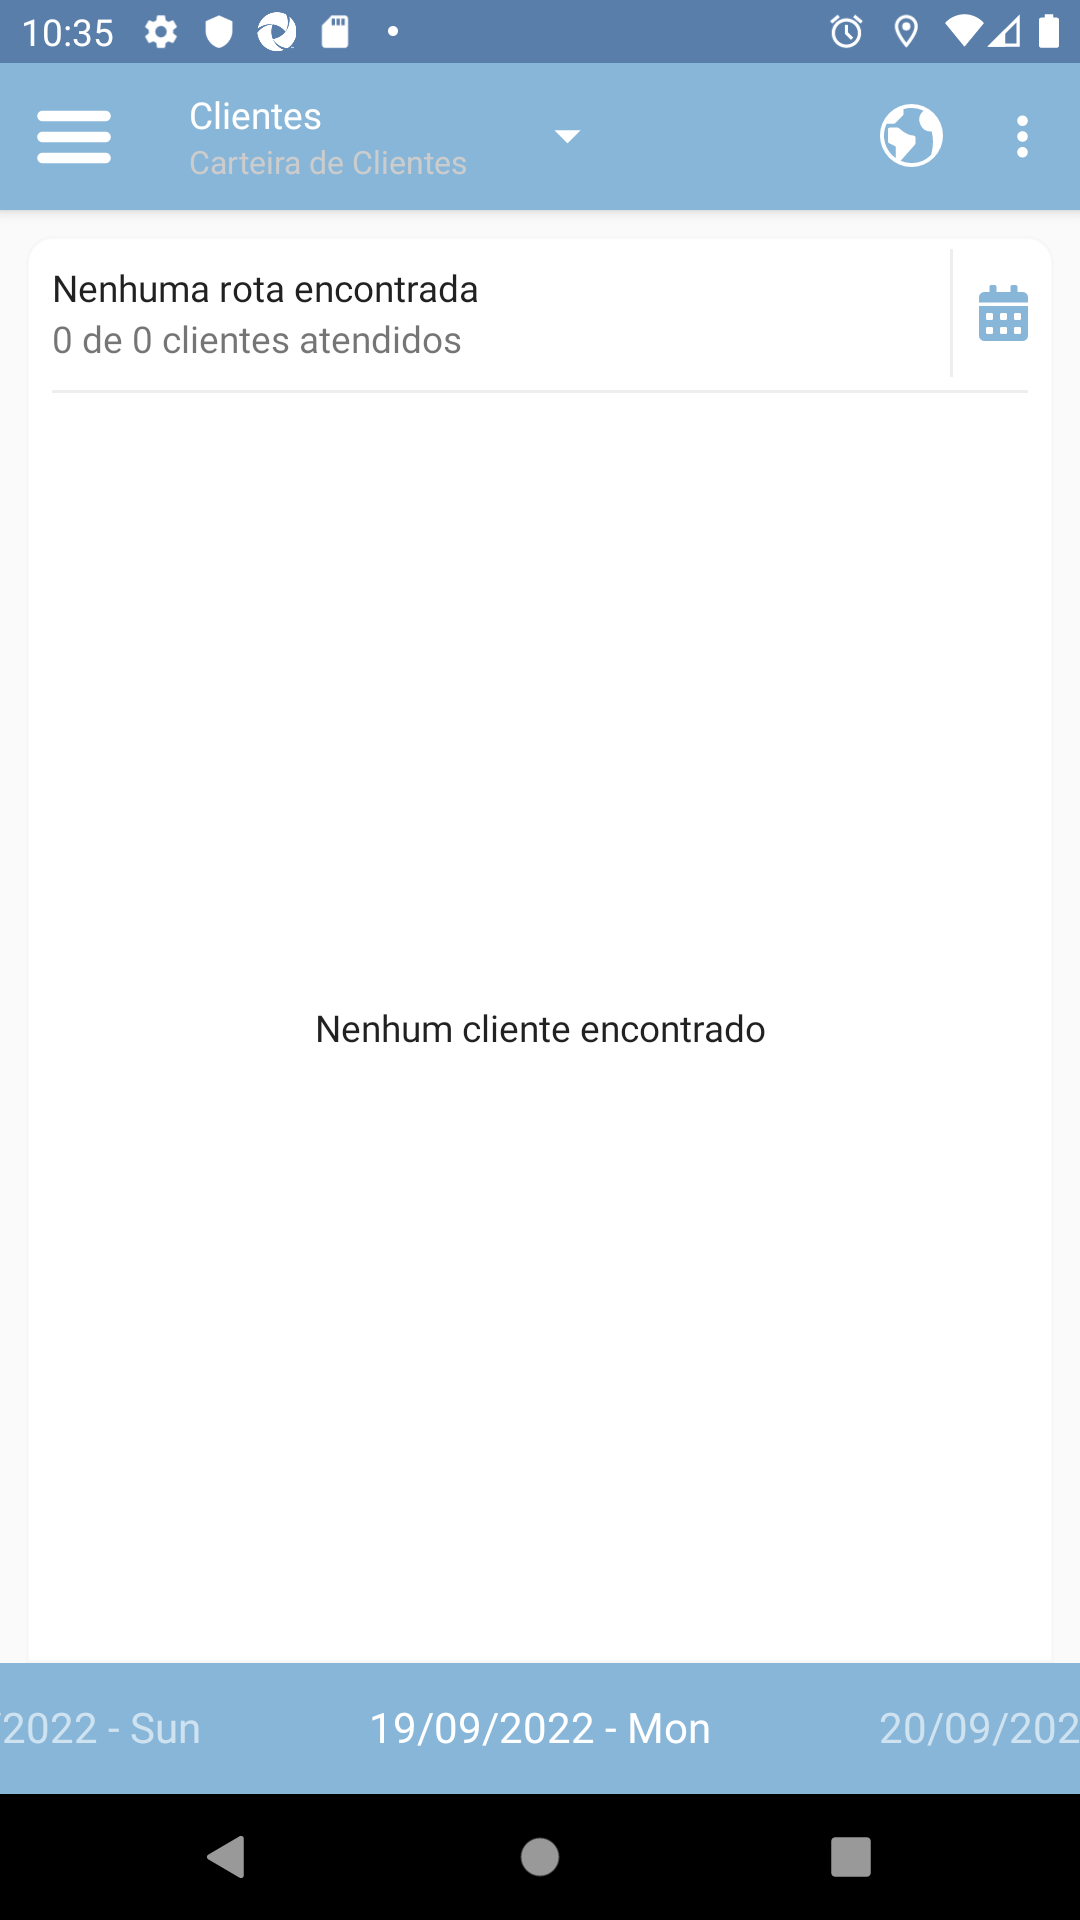 10:35
Clientes
Carteira de Clientes
Nenhuma rota encontrada
0 de 0 clientes atendidos
Nenhum cliente encontrado
/2022 - Sun 19/09/2022 - Mon 20/09/202